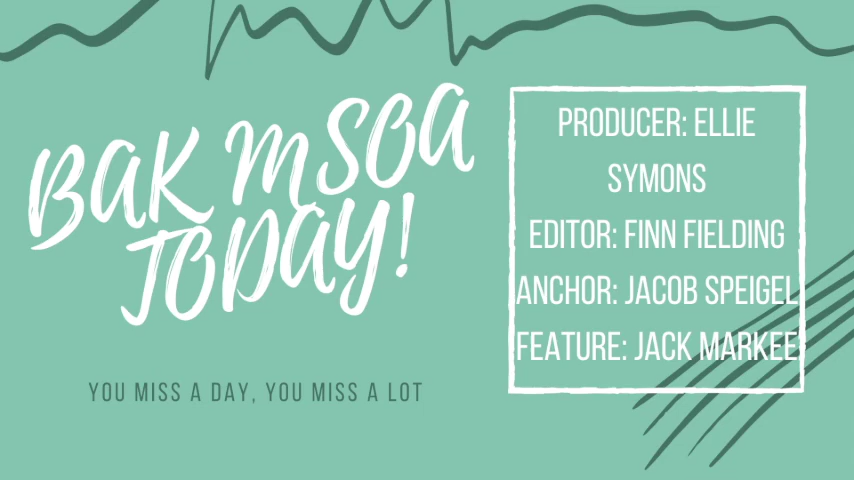 BAK MSOA
TODAY!
YOU MISS A DAY, YOU MISS A LOT
PRODUCER: ELLIE
SYMONS
EDITOR: FINN FIELDING
ANCHOR: JACOB SPEIGEL
FEATURE: JACK MARKEE